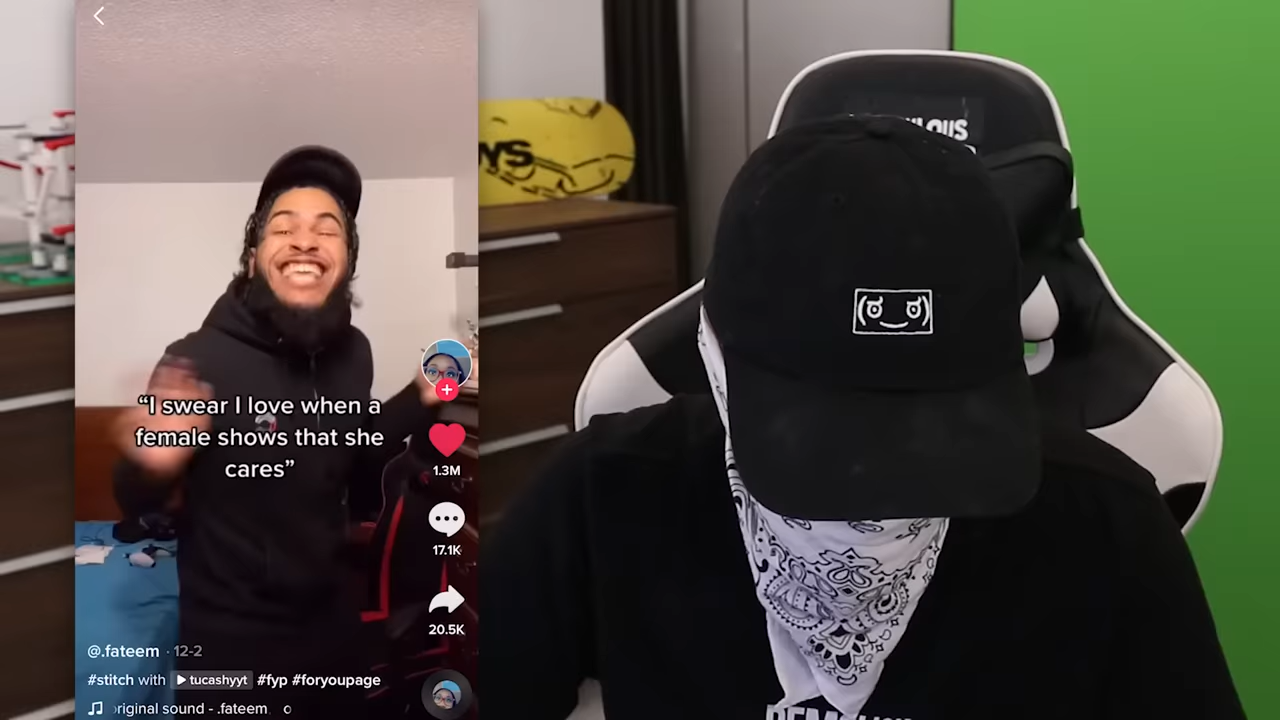 “I swear I love when a
female shows that she
cares”
1.3M
17.1K
20.5K
@.fateem · 12-2
#stitch with ▶ tucashyyt #fyp #foryoupage
original sound - .fateem